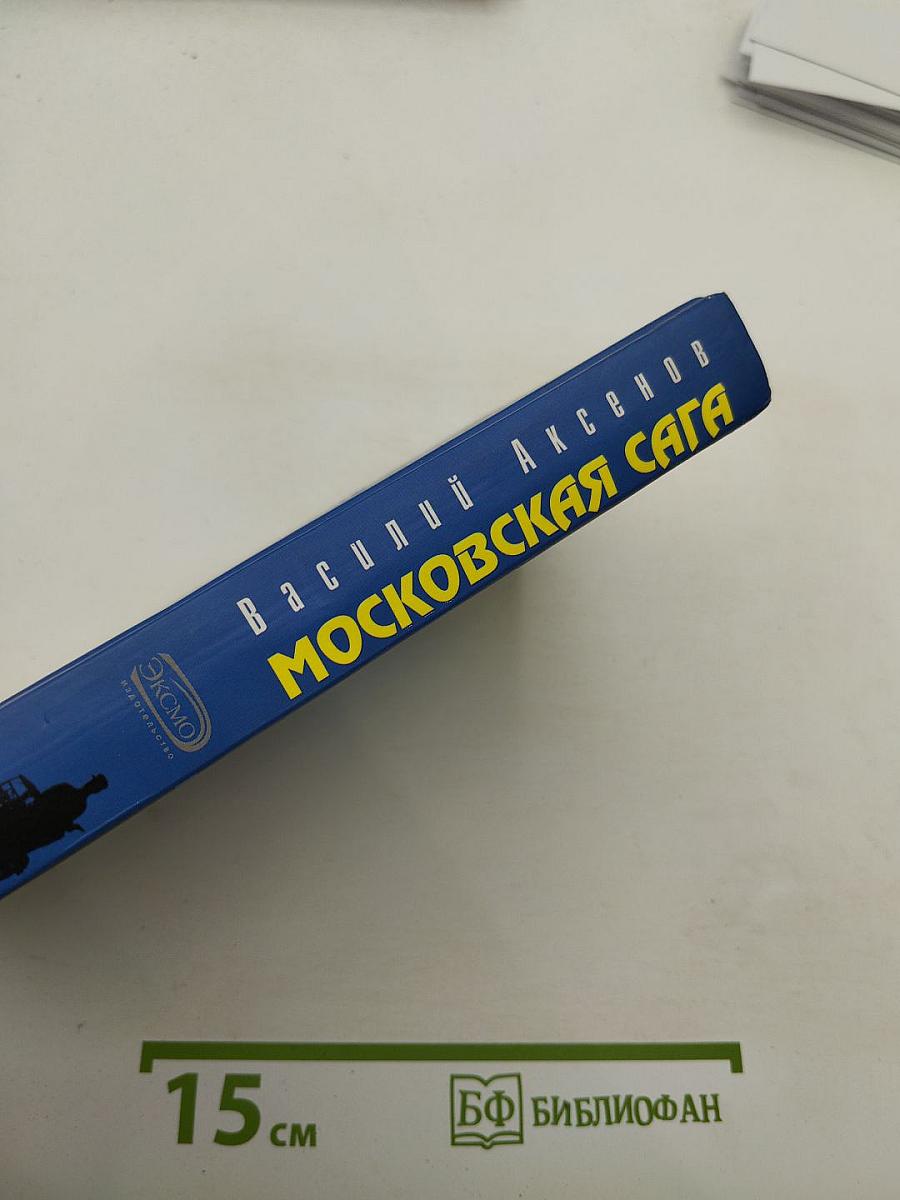 Василий Аксенов
МОСКОВСКАЯ САГА
ЭКСМО
издательство
15 см
БФ БИБЛИОФАН